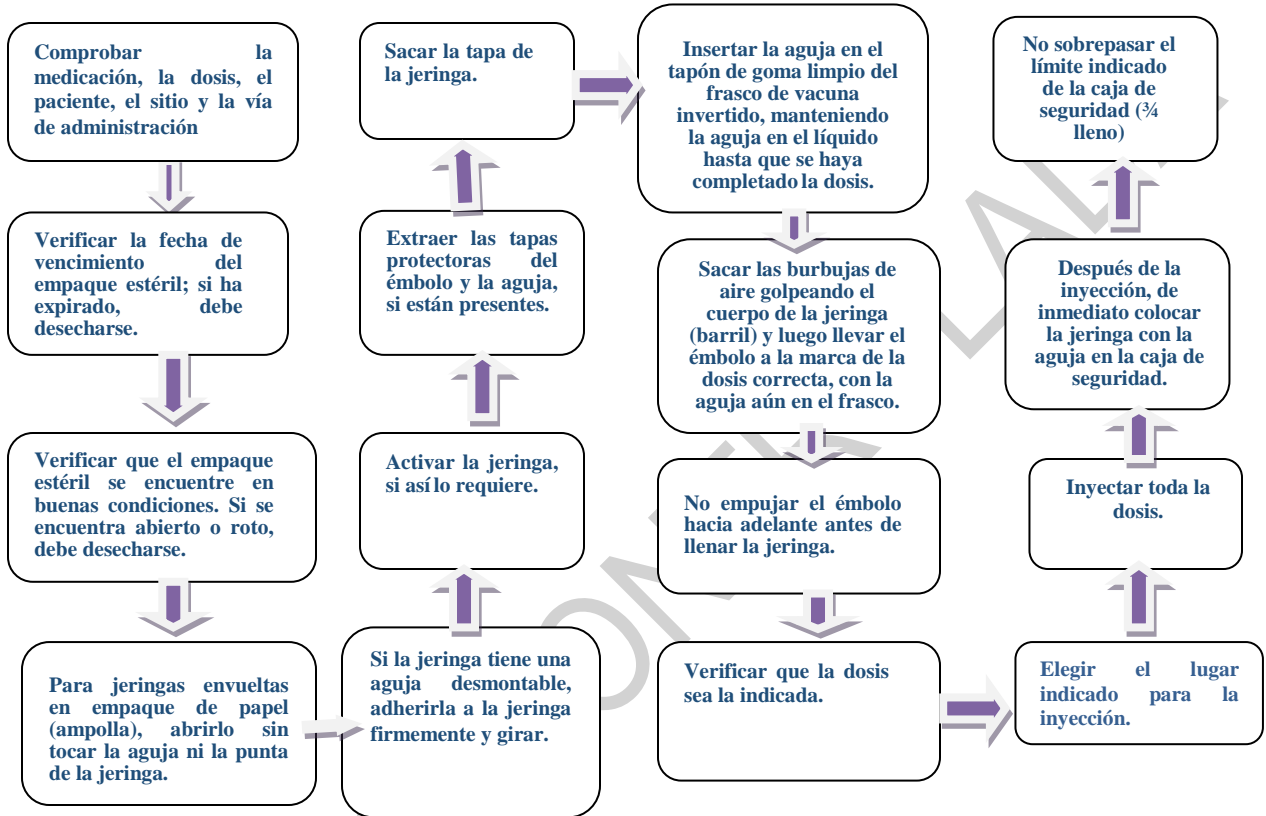 Comprobar la
medicación, la dosis, el
paciente, el sitio y la vía
de administración
Verificar la fecha de
vencimiento del
empaque estéril; si ha
expirado, debe
desecharse.
Verificar que el empaque
estéril se encuentre en
buenas condiciones. Si se
encuentra abierto o roto,
debe desecharse.
Para jeringas envueltas
en empaque de papel
(ampolla), abrirlo sin
tocar la aguja ni la punta
de la jeringa.
Si la jeringa tiene una
aguja desmontable,
adherirla a la jeringa
firmemente y girar.
Activar la jeringa,
si así lo requiere.
Extraer las tapas
protectoras del
émbolo y la aguja,
si están presentes.
Sacar la tapa de
la jeringa.
Insertar la aguja en el
tapón de goma limpio del
frasco de vacuna
invertido, manteniendo
la aguja en el líquido
hasta que se haya
completado la dosis.
Sacar las burbujas de
aire golpeando el
cuerpo de la jeringa
(barril) y luego llevar el
émbolo a la marca de la
dosis correcta, con la
aguja aún en el frasco.
No empujar el émbolo
hacia adelante antes de
llenar la jeringa.
Verificar que la dosis
sea la indicada.
Elegir el lugar
indicado para la
inyección.
Inyectar toda la
dosis.
Después de la
inyección, de
inmediato colocar
la jeringa con la
aguja en la caja de
seguridad.
No sobrepasar el
límite indicado
de la caja de
seguridad (¾
lleno)